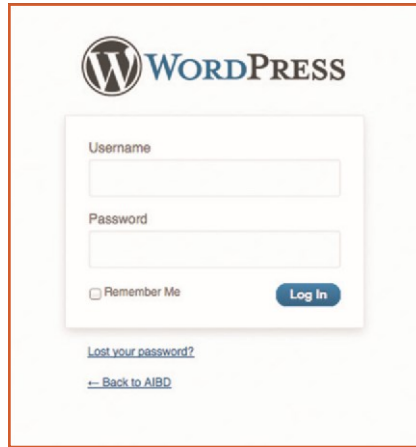 WORDPRESS
Username
Password
Remember Me
Log In
Lost your password?
← Back to AIBD